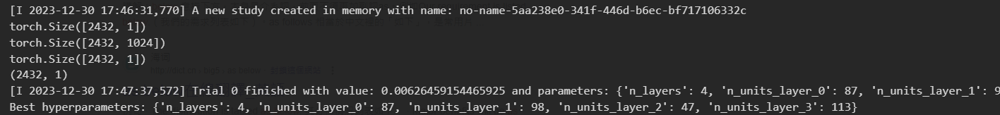 [I 2023-12-30 17:46:31,770] A new study created in memory with name: no-name-5aa238e0-341f-446d-b6ec-bf717106332c
torch.Size([2432, 1])
torch.Size([2432, 1024])
torch.Size([2432, 1])
(2432, 1)
[I 2023-12-30 17:47:37,572] Trial 0 finished with value: 0.00626459154465925 and parameters: {'n_layers': 4, 'n_units_layer_0': 87, 'n_units_layer_1': 9
Best hyperparameters: {'n_layers': 4, 'n_units_layer_0': 87, 'n_units_layer_1': 98, 'n_units_layer_2': 47, 'n_units_layer_3': 113}